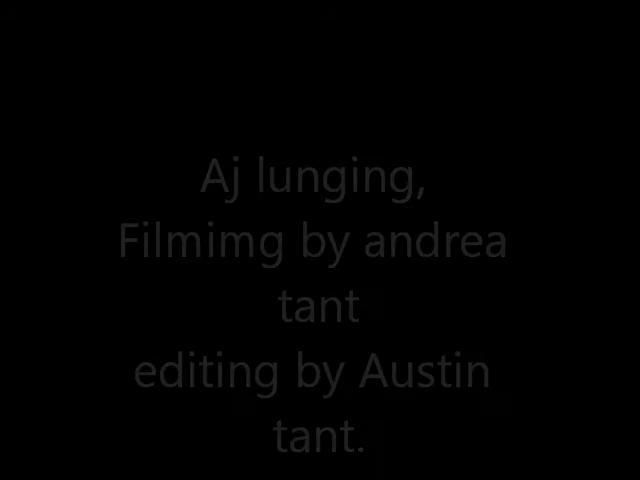 Aj lunging,
Filmimg by andrea
tant
editing by Austin
tant.